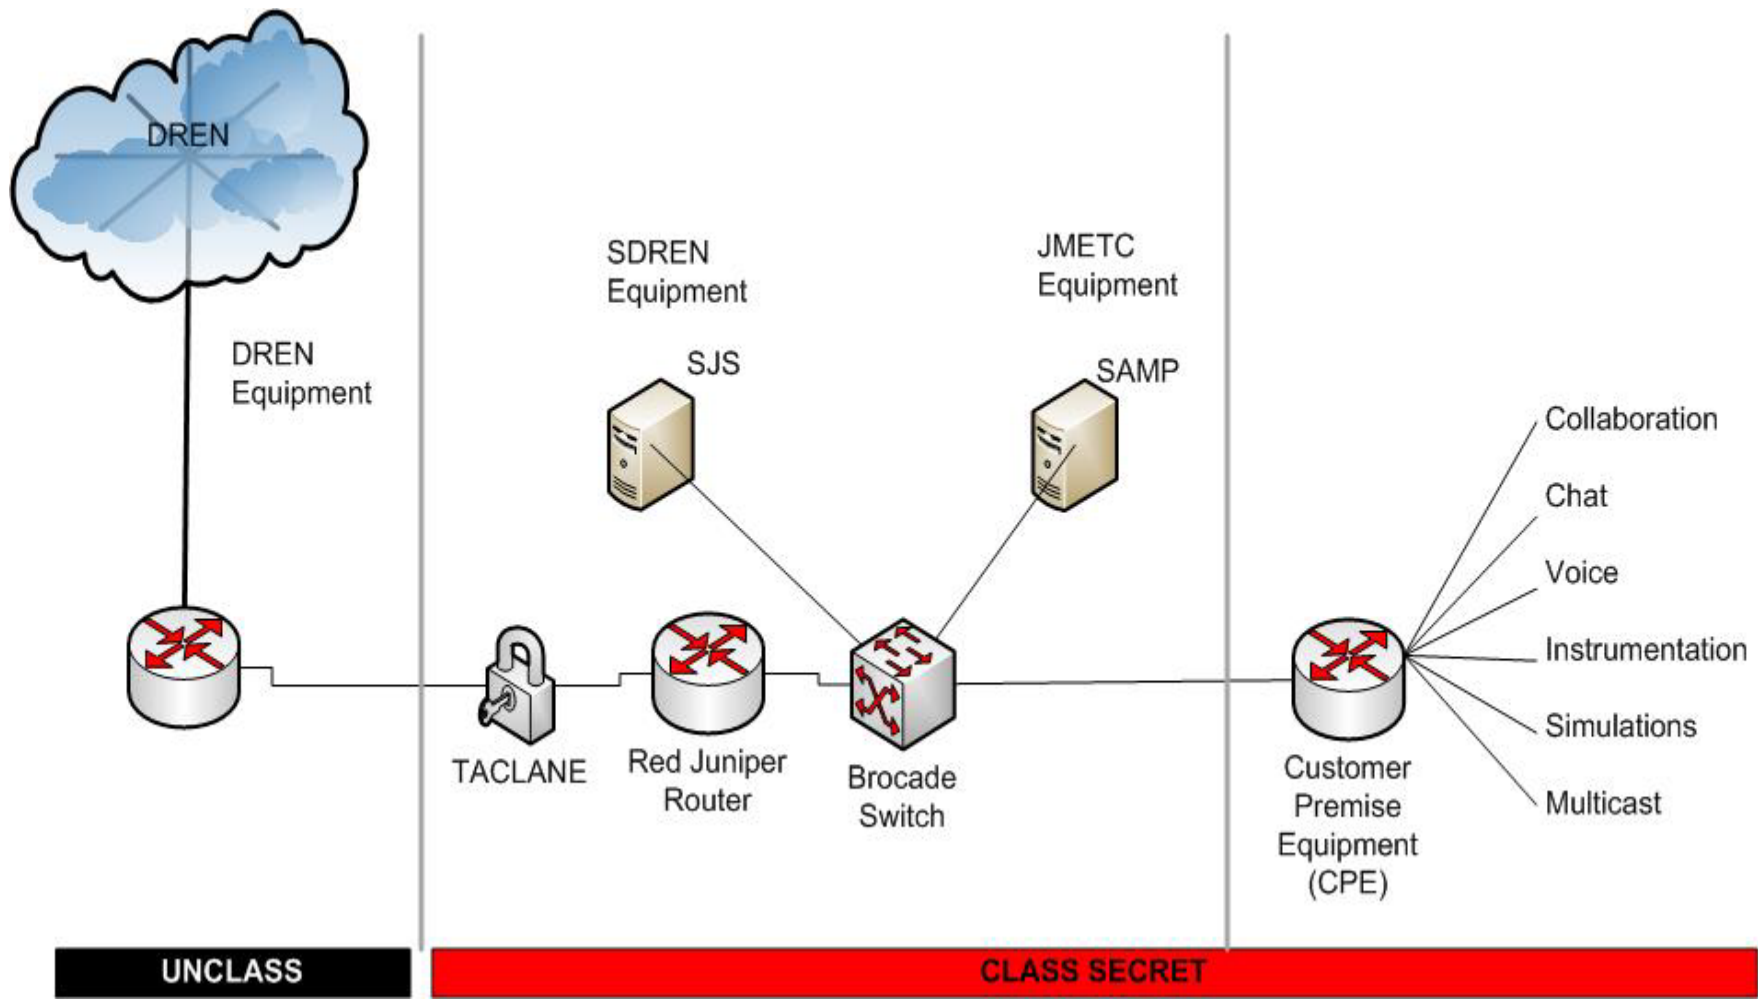 DREN
DREN
Equipment
SDREN
Equipment
SJS
JMETC
Equipment
SAMP
TACLANE
Red Juniper
Router
Brocade
Switch
Customer
Premise
Equipment
(CPE)
Collaboration
Chat
Voice
Instrumentation
Simulations
Multicast
UNCLASS
CLASS SECRET